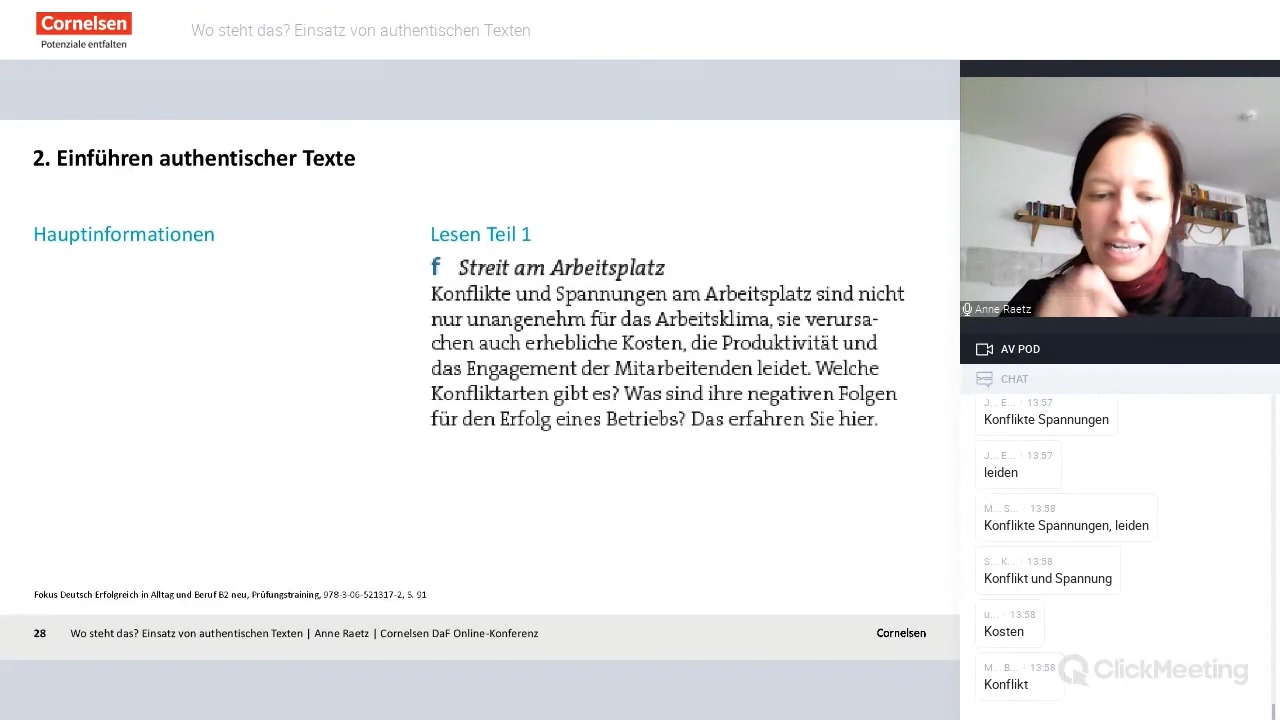 Cornelsen
Potenziale entfalten
Wo steht das? Einsatz von authentischen Texten
2. Einführen authentischer Texte
Hauptinformationen
Lesen Teil 1
f Streit am Arbeitsplatz
Konflikte und Spannungen am Arbeitsplatz sind nicht
nur unangenehm für das Arbeitsklima, sie verursa-
chen auch erhebliche Kosten, die Produktivität und
das Engagement der Mitarbeitenden leidet. Welche
Konfliktarten gibt es? Was sind ihre negativen Folgen
für den Erfolg eines Betriebs? Das erfahren Sie hier.
Fokus Deutsch Erfolgreich in Alltag und Beruf B2 neu, Prüfungstraining, 978-3-06-521317-2, S. 91
28 Wo steht das? Einsatz von authentischen Texten | Anne Raetz | Cornelsen DaF Online-Konferenz
Cornelsen
Anne Raetz
AV POD
CHAT
J... E... 13:57
Konflikte Spannungen
J... E... 13:57
leiden
M... S... 13:58
Konflikte Spannungen, leiden
S... K... 13:58
Konflikt und Spannung
u... 13:58
Kosten
M... B... 13:58
Konflikt
ClickMeeting